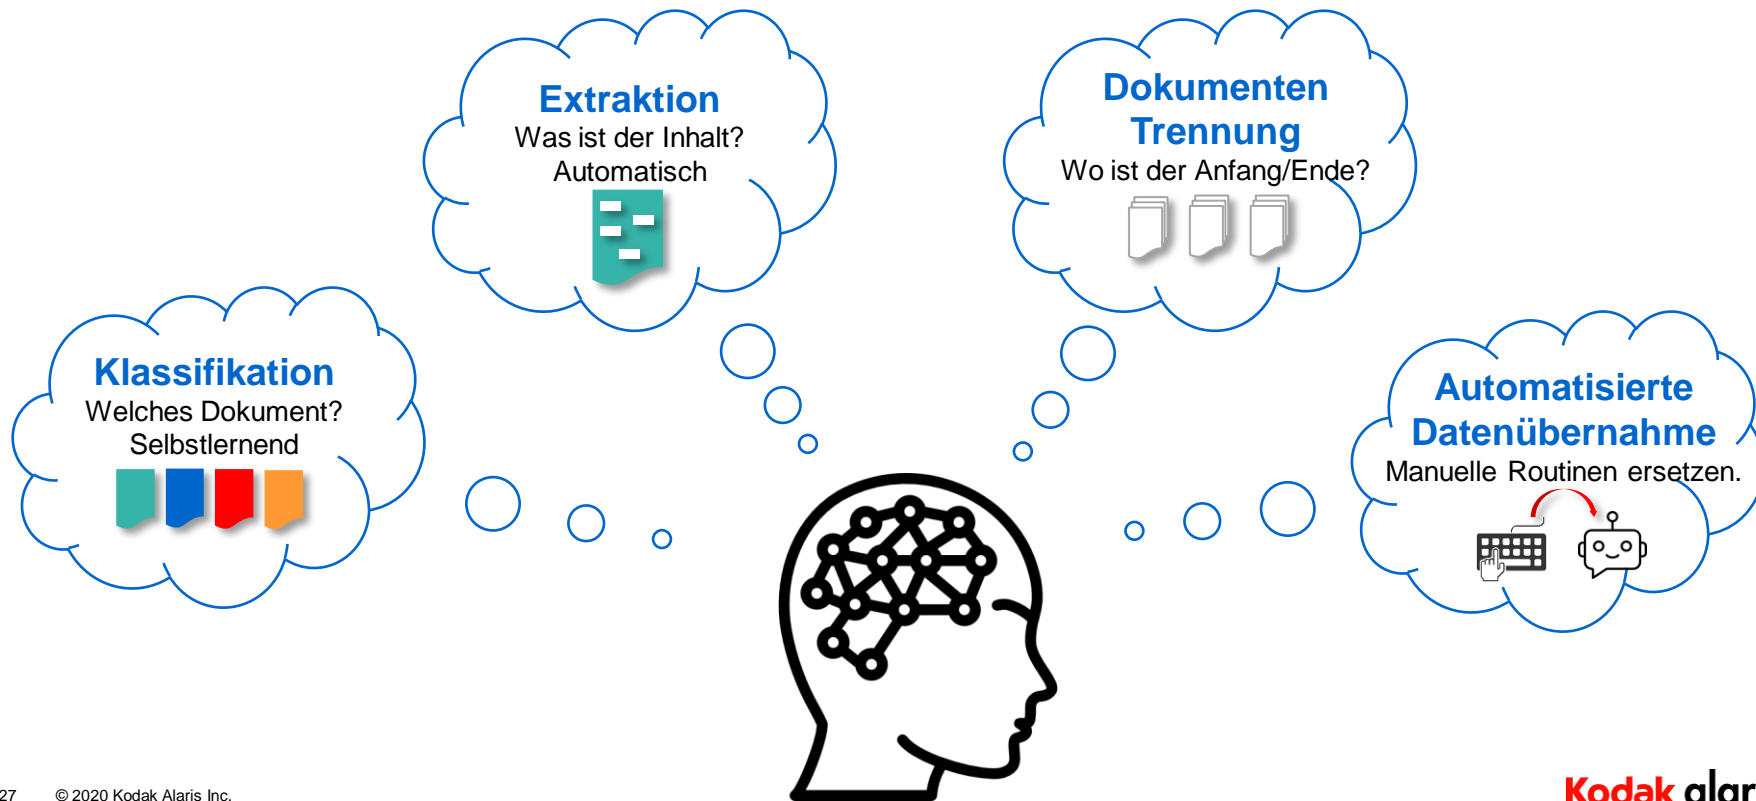 Extraktion
Was ist der Inhalt?
Automatisch
Dokumenten
Trennung
Wo ist der Anfang/Ende?
Klassifikation
Welches Dokument?
Selbstlernend
Automatisierte
Datenübernahme
Manuelle Routinen ersetzen.
27 © 2020 Kodak Alaris Inc.
Kodak alar